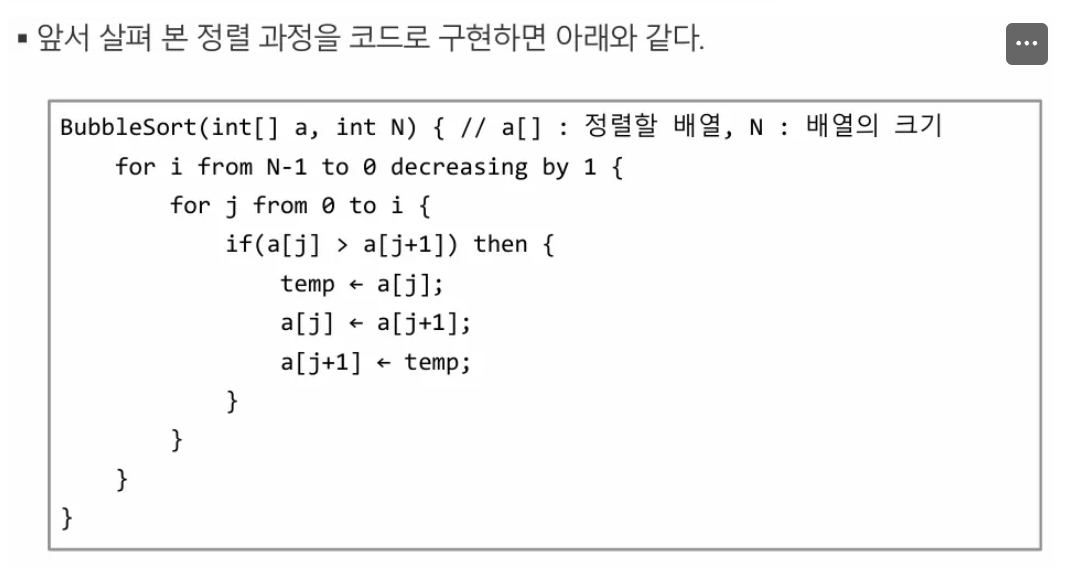 ▪ 앞서 살펴 본 정렬 과정을 코드로 구현하면 아래와 같다.
BubbleSort(int[] a, int N) { // a[] : 정렬할 배열, N : 배열의 크기
    for i from N-1 to 0 decreasing by 1 {
        for j from 0 to i {
            if(a[j] > a[j+1]) then {
                temp ← a[j];
                a[j] ← a[j+1];
                a[j+1] ← temp;
            }
        }
    }
}